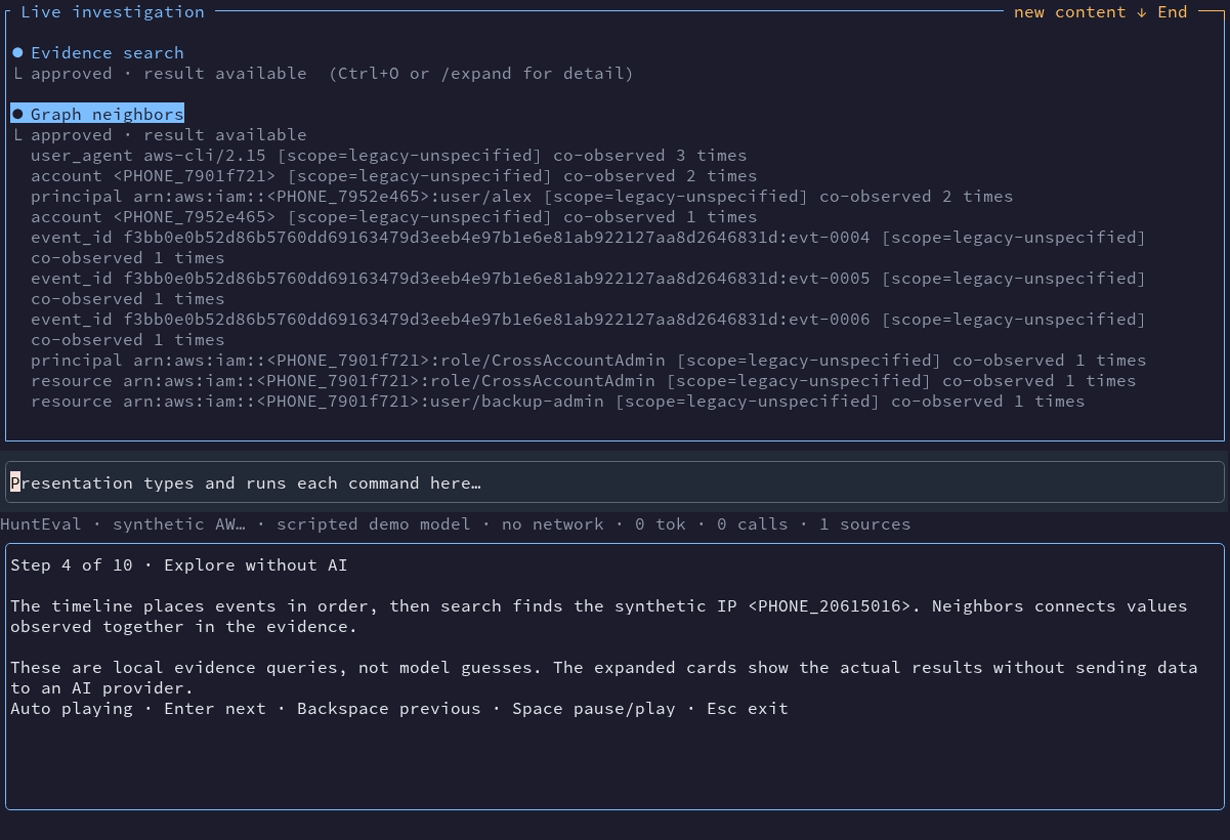 Live investigation
new content ↓ End
● Evidence search
L approved · result available (Ctrl+O or /expand for detail)
● Graph neighbors
L approved · result available
user_agent aws-cli/2.15 [scope=legacy-unspecified] co-observed 3 times
account <PHONE_7901f721> [scope=legacy-unspecified] co-observed 2 times
principal arn:aws:iam::<PHONE_7952e465>:user/alex [scope=legacy-unspecified] co-observed 2 times
account <PHONE_7952e465> [scope=legacy-unspecified] co-observed 1 times
event_id f3bb0e0b52d86b5760dd69163479d3eeb4e97b1e6e81ab922127aa8d2646831d:evt-0004 [scope=legacy-unspecified]
co-observed 1 times
event_id f3bb0e0b52d86b5760dd69163479d3eeb4e97b1e6e81ab922127aa8d2646831d:evt-0005 [scope=legacy-unspecified]
co-observed 1 times
event_id f3bb0e0b52d86b5760dd69163479d3eeb4e97b1e6e81ab922127aa8d2646831d:evt-0006 [scope=legacy-unspecified]
co-observed 1 times
principal arn:aws:iam::<PHONE_7901f721>:role/CrossAccountAdmin [scope=legacy-unspecified] co-observed 1 times
resource arn:aws:iam::<PHONE_7901f721>:role/CrossAccountAdmin [scope=legacy-unspecified] co-observed 1 times
resource arn:aws:iam::<PHONE_7901f721>:user/backup-admin [scope=legacy-unspecified] co-observed 1 times
Presentation types and runs each command here…
HuntEval · synthetic AW… · scripted demo model · no network · 0 tok · 0 calls · 1 sources
Step 4 of 10 · Explore without AI
The timeline places events in order, then search finds the synthetic IP <PHONE_20615016>. Neighbors connects values
observed together in the evidence.
These are local evidence queries, not model guesses. The expanded cards show the actual results without sending data
to an AI provider.
Auto playing · Enter next · Backspace previous · Space pause/play · Esc exit